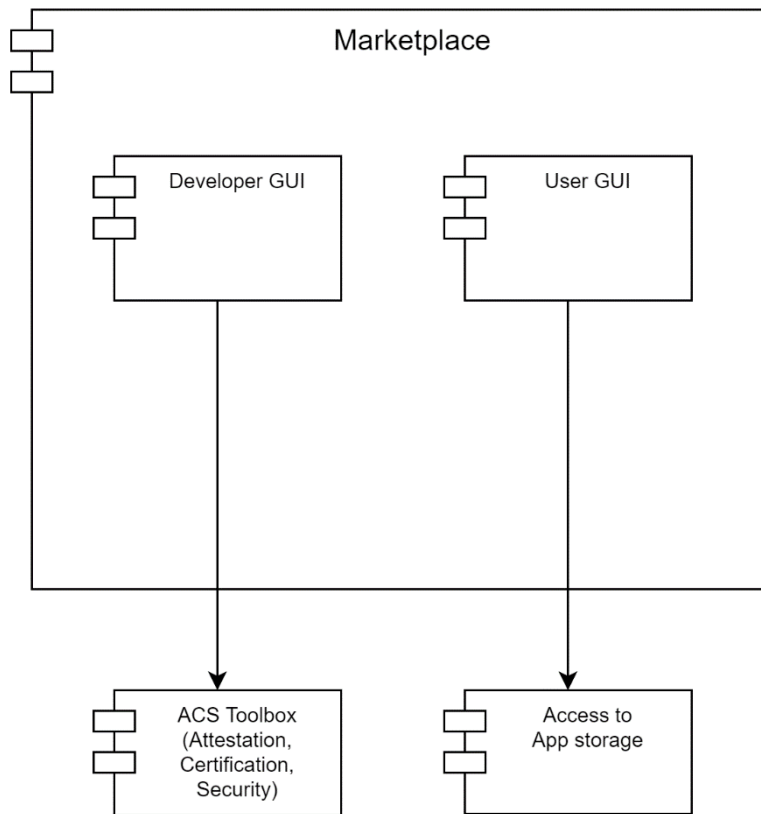 Marketplace
Developer GUI
User GUI
ACS Toolbox
(Attestation,
Certification,
Security)
Access to
App storage